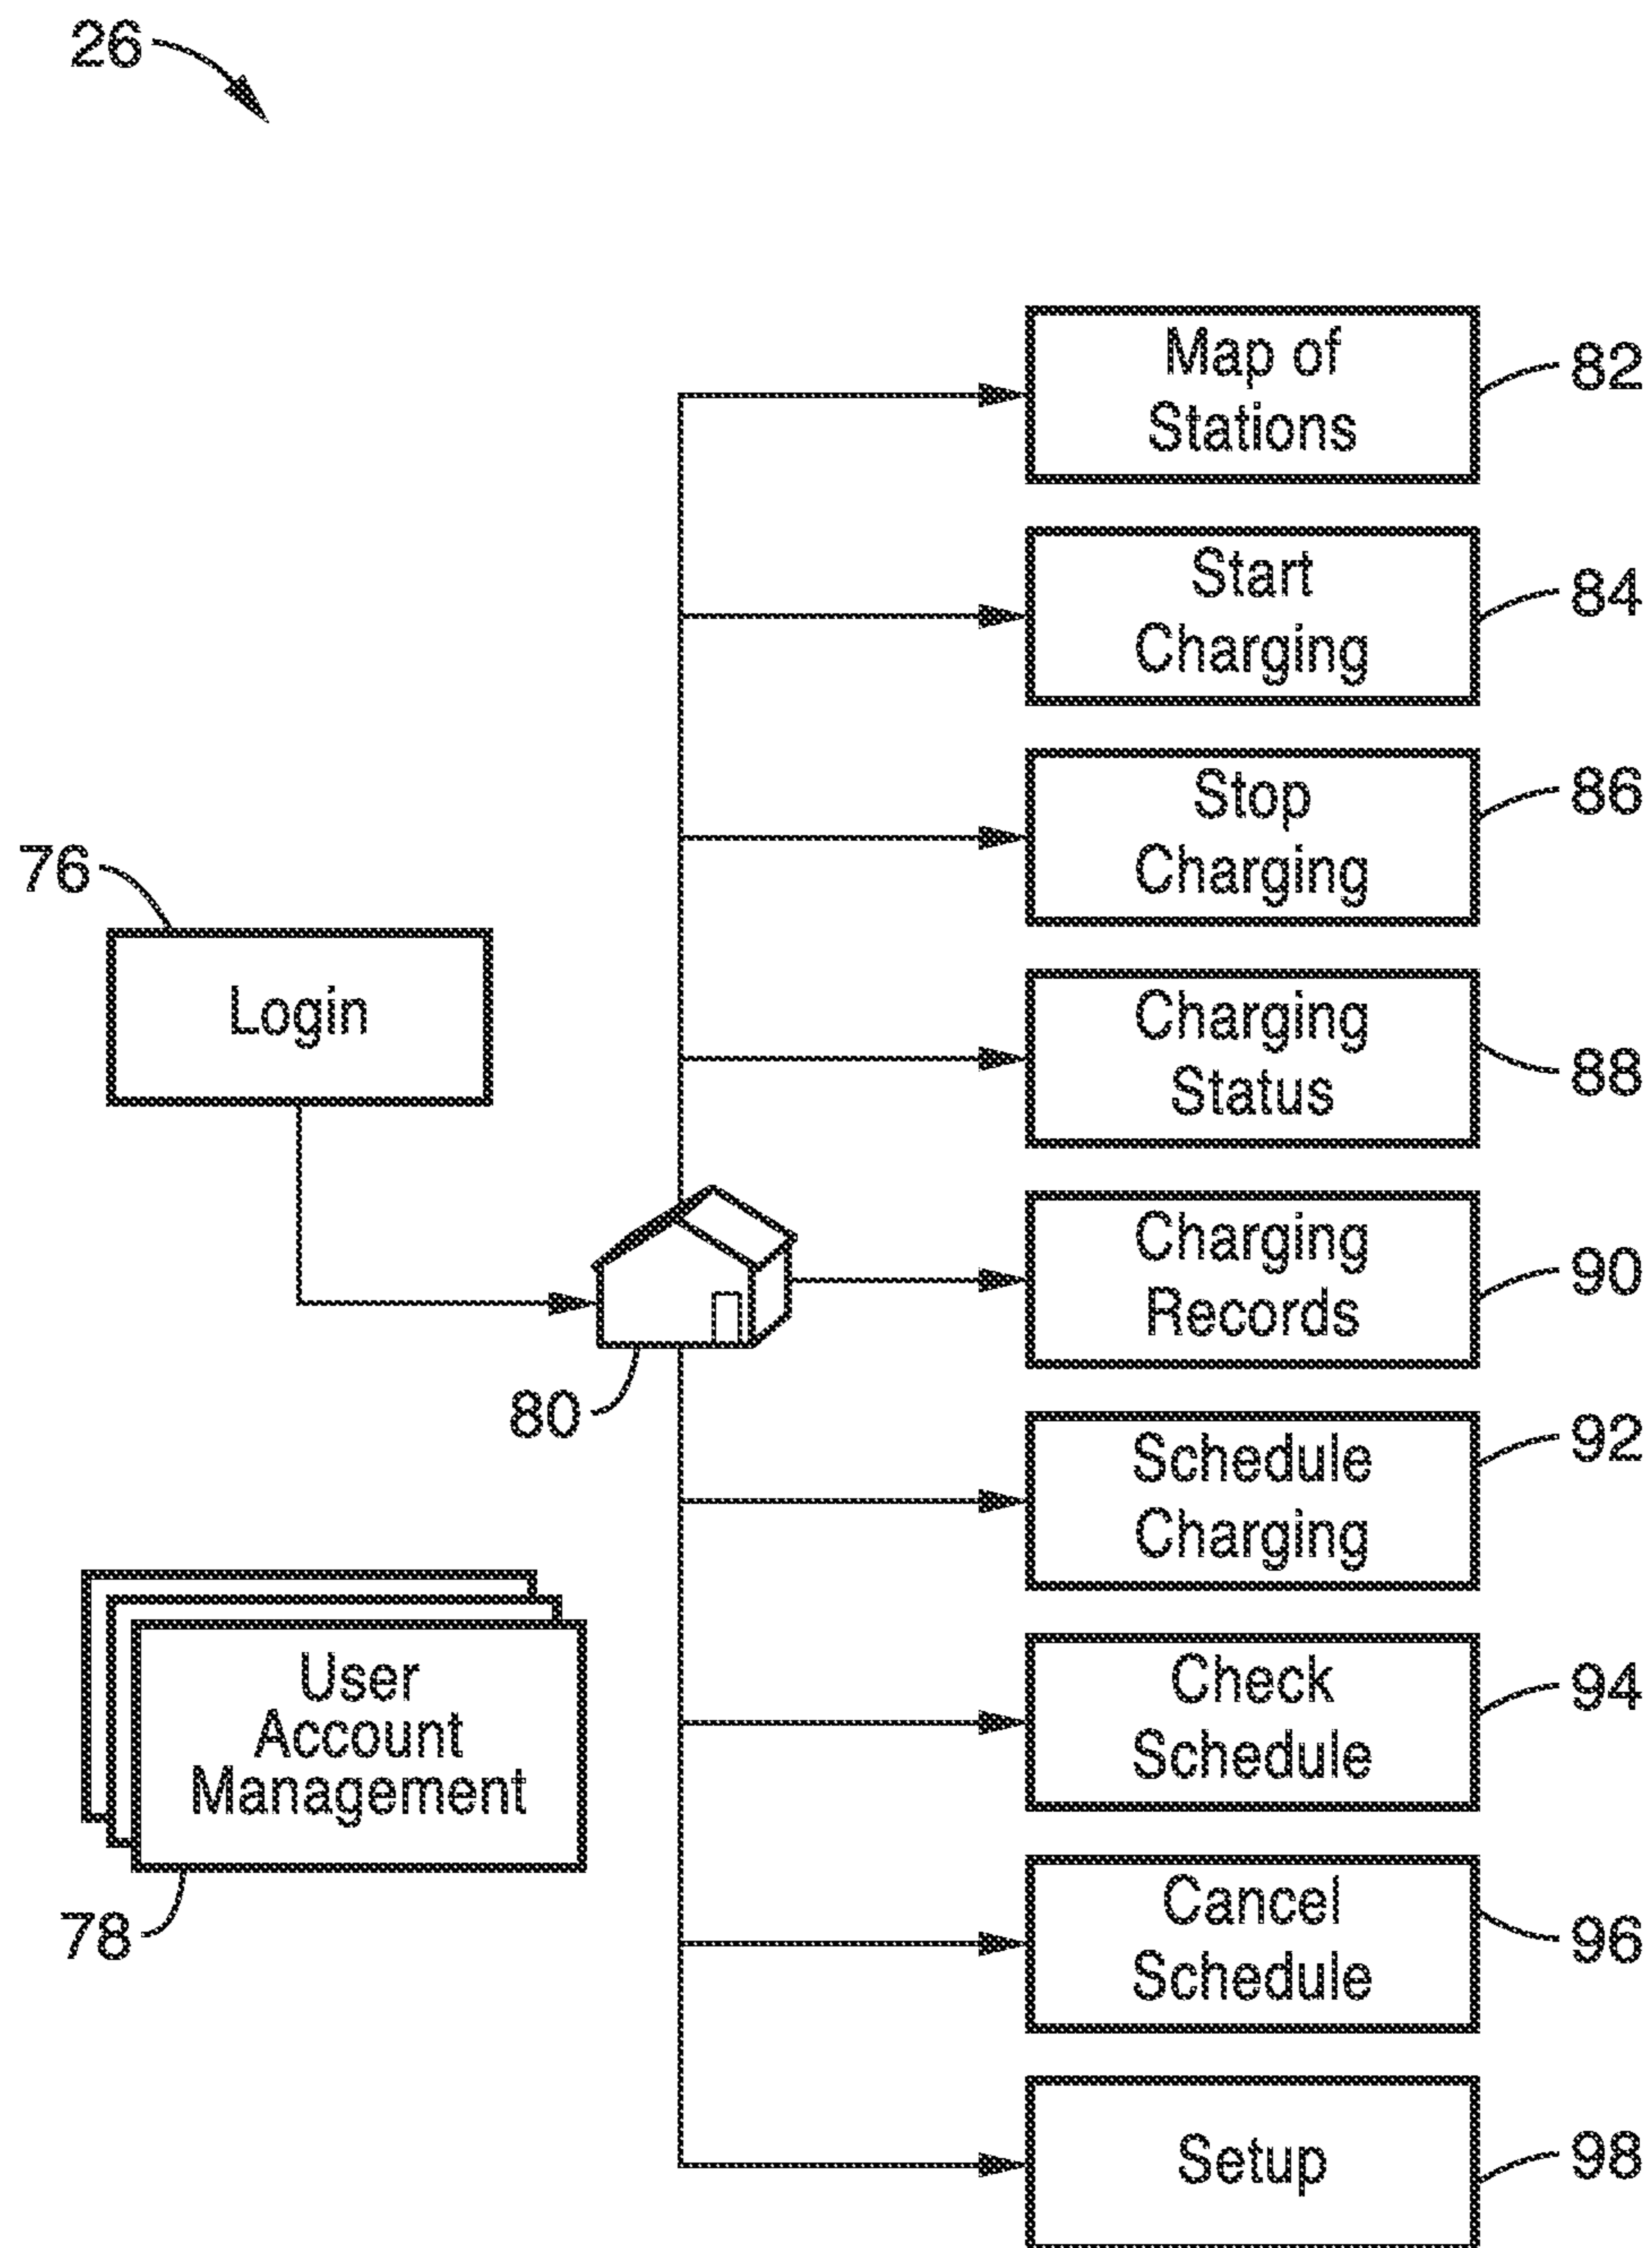 26
Map of
Stations
82
Start
Charging
84
Stop
Charging
86
76
Login
Charging
Status
88
Charging
Records
90
80
Schedule
Charging
92
User
Account
Management
78
Check
Schedule
94
Cancel
Schedule
96
Setup
98